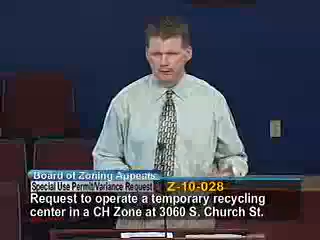 Board of Zoning Appeals
Special Use Permit/Variance Request Z-10-028
Request to operate a temporary recycling
center in a CH Zone at 3060 S. Church St.